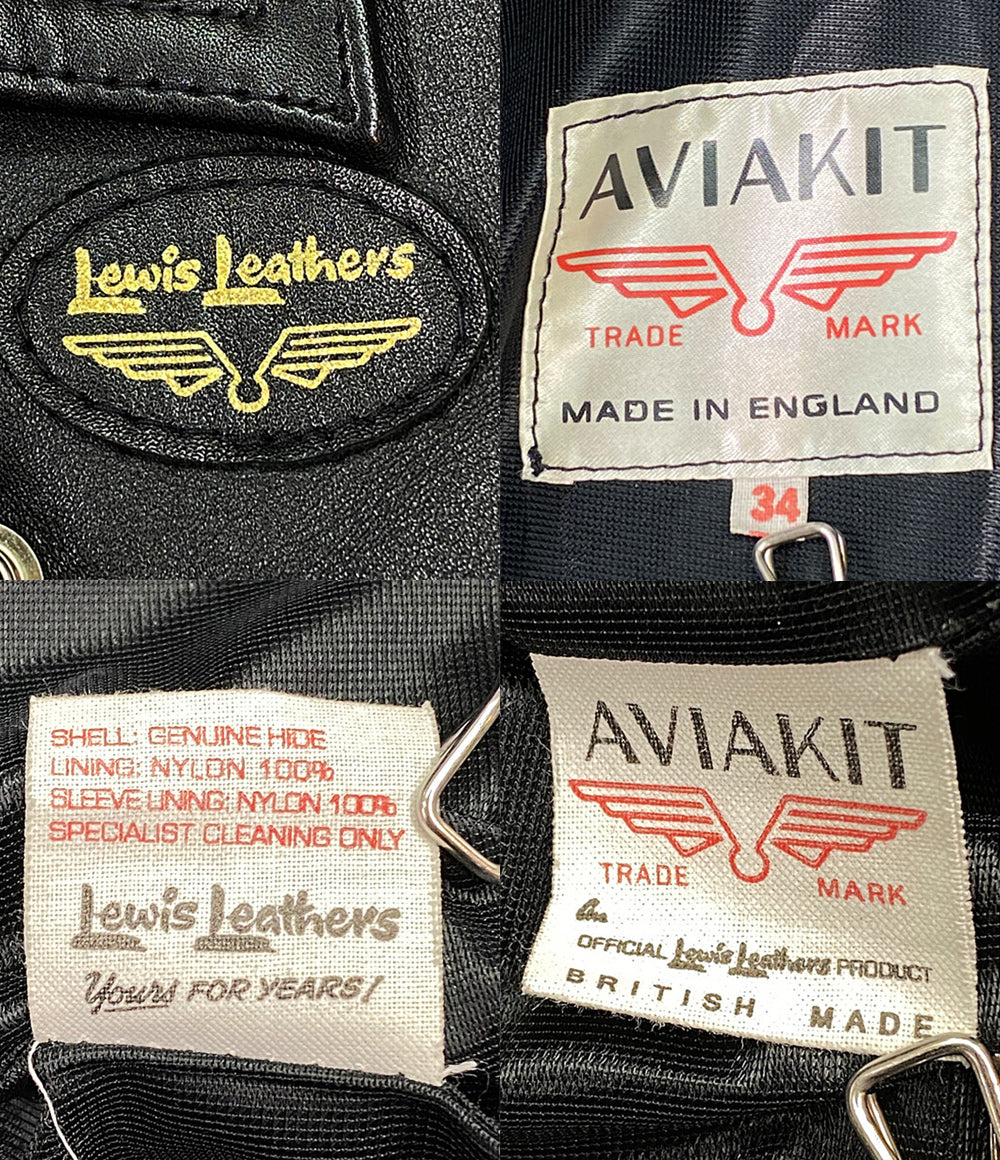 Lewis Leathers
AVIAKIT
TRADE MARK
MADE IN ENGLAND
34
SHELL: GENUINE HIDE
LINING: NYLON 100%
SLEEVE LINING: NYLON 100%
SPECIALIST CLEANING ONLY
Lewis Leathers
Yours FOR YEARS!
AVIAKIT
TRADE MARK
An
OFFICIAL Lewis Leathers PRODUCT
BRITISH MADE